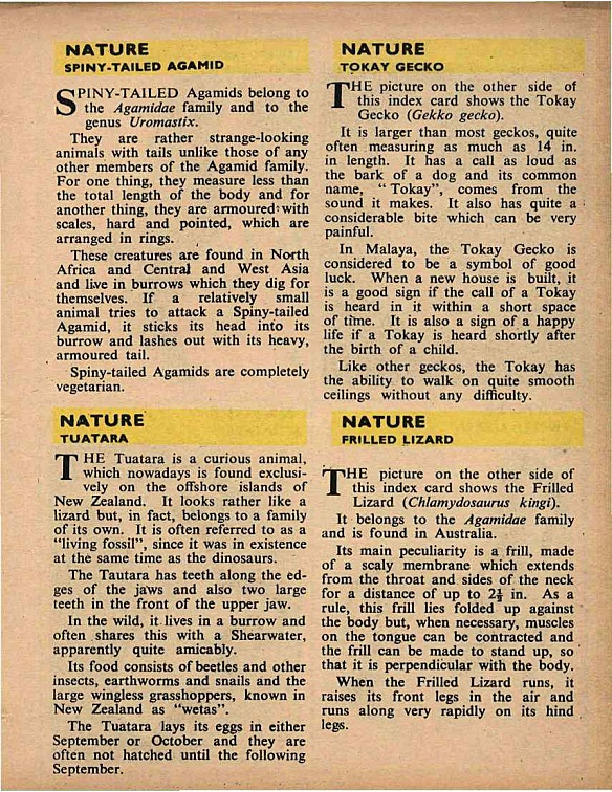 NATURE
SPINY-TAILED AGAMID
SPINY-TAILED Agamids belong to
the Agamidae family and to the
genus Uromastix.
They are rather strange-looking
animals with tails unlike those of any
other members of the Agamid family.
For one thing, they measure less than
the total length of the body and for
another thing, they are armoured with
scales, hard and pointed, which are
arranged in rings.
These creatures are found in North
Africa and Central and West Asia
and live in burrows which they dig for
themselves. If a relatively small
animal tries to attack a Spiny-tailed
Agamid, it sticks its head into its
burrow and lashes out with its heavy,
armoured tail.
Spiny-tailed Agamids are completely
vegetarian.
NATURE
TOKAY GECKO
THE picture on the other side of
this index card shows the Tokay
Gecko (Gekko gecko).
It is larger than most geckos, quite
often measuring as much as 14 in.
in length. It has a call as loud as
the bark of a dog and its common
name, "Tokay", comes from the
sound it makes. It also has quite a
considerable bite which can be very
painful.
In Malaya, the Tokay Gecko is
considered to be a symbol of good
luck. When a new house is built, it
is a good sign if the call of a Tokay
is heard in it within a short space
of time. It is also a sign of a happy
life if a Tokay is heard shortly after
the birth of a child.
Like other geckos, the Tokay has
the ability to walk on quite smooth
ceilings without any difficulty.
NATURE
TUATARA
THE Tuatara is a curious animal,
which nowadays is found exclusi-
vely on the offshore islands of
New Zealand. It looks rather like a
lizard but, in fact, belongs to a family
of its own. It is often referred to as a
"living fossil", since it was in existence
at the same time as the dinosaurs.
The Tautara has teeth along the ed-
ges of the jaws and also two large
teeth in the front of the upper jaw.
In the wild, it lives in a burrow and
often shares this with a Shearwater,
apparently quite amicably.
Its food consists of beetles and other
insects, earthworms and snails and the
large wingless grasshoppers, known in
New Zealand as "wetas".
The Tuatara lays its eggs in either
September or October and they are
often not hatched until the following
September.
NATURE
FRILLED LIZARD
THE picture on the other side of
this index card shows the Frilled
Lizard (Chlamydosaurus kingi).
It belongs to the Agamidae family
and is found in Australia.
Its main peculiarity is a frill, made
of a scaly membrane which extends
from the throat and sides of the neck
for a distance of up to 2½ in. As a
rule, this frill lies folded up against
the body but, when necessary, muscles
on the tongue can be contracted and
the frill can be made to stand up, so
that it is perpendicular with the body.
When the Frilled Lizard runs, it
raises its front legs in the air and
runs along very rapidly on its hind
legs.